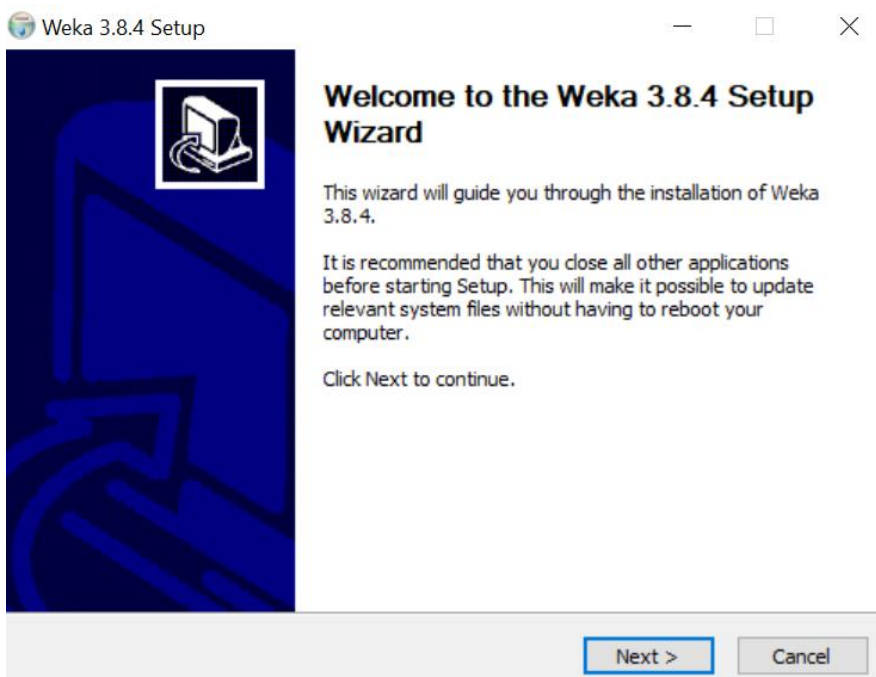 Weka 3.8.4 Setup
Welcome to the Weka 3.8.4 Setup
Wizard
This wizard will guide you through the installation of Weka
3.8.4.
It is recommended that you close all other applications
before starting Setup. This will make it possible to update
relevant system files without having to reboot your
computer.
Click Next to continue.
Next >
Cancel